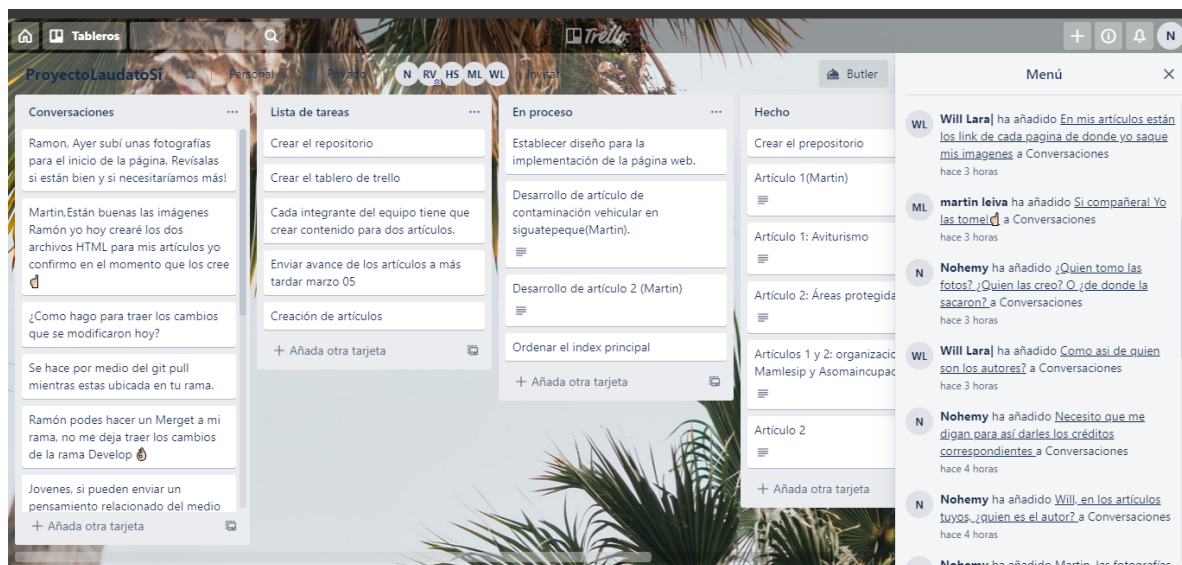 Tableros
Trello
ProyectoLaudatoSi
Personal
Privado
N RV HS ML WL
Invitar
Butler
N
Conversaciones
Ramon, Ayer subí unas fotografías
para el inicio de la página. Revísalas
si están bien y si necesitaríamos más!
Martin,Están buenas las imágenes
Ramón yo hoy crearé los dos
archivos HTML para mis artículos yo
confirmo en el momento que los cree
☝
¿Como hago para traer los cambios
que se modificaron hoy?
Se hace por medio del git pull
mientras estas ubicada en tu rama.
Ramón podes hacer un Merget a mi
rama, no me deja traer los cambios
de la rama Develop 👌
Jovenes, si pueden enviar un
pensamiento relacionado del medio
+ Añada otra tarjeta
Lista de tareas
Crear el repositorio
Crear el tablero de trello
Cada integrante del equipo tiene que
crear contenido para dos artículos.
Enviar avance de los artículos a más
tardar marzo 05
Creación de artículos
+ Añada otra tarjeta
En proceso
Establecer diseño para la
implementación de la página web.
Desarrollo de artículo de
contaminación vehicular en
siguatepeque(Martin).
Desarrollo de artículo 2 (Martin)
Ordenar el index principal
+ Añada otra tarjeta
Hecho
Crear el prepositorio
Artículo 1(Martin)
Artículo 1: Aviturismo
Artículo 2: Áreas protegida
Artículos 1 y 2: organizacio
Mamlesip y Asomaincupac
Artículo 2
+ Añada otra tarjeta
Menú
WL
Will Lara| ha añadido En mis artículos están
los link de cada pagina de donde yo saque
mis imagenes a Conversaciones
hace 3 horas
ML
martin leiva ha añadido Si compañera! Yo
las tome!☝ a Conversaciones
hace 3 horas
N
Nohemy ha añadido ¿Quien tomo las
fotos? ¿Quien las creo? O ¿de donde la
sacaron? a Conversaciones
hace 3 horas
WL
Will Lara| ha añadido Como asi de quien
son los autores? a Conversaciones
hace 3 horas
N
Nohemy ha añadido Necesito que me
digan para así darles los créditos
correspondientes a Conversaciones
hace 4 horas
N
Nohemy ha añadido Will, en los artículos
tuyos, ¿quien es el autor? a Conversaciones
hace 4 horas
Nohemy ha añadido Martin, las fotografías